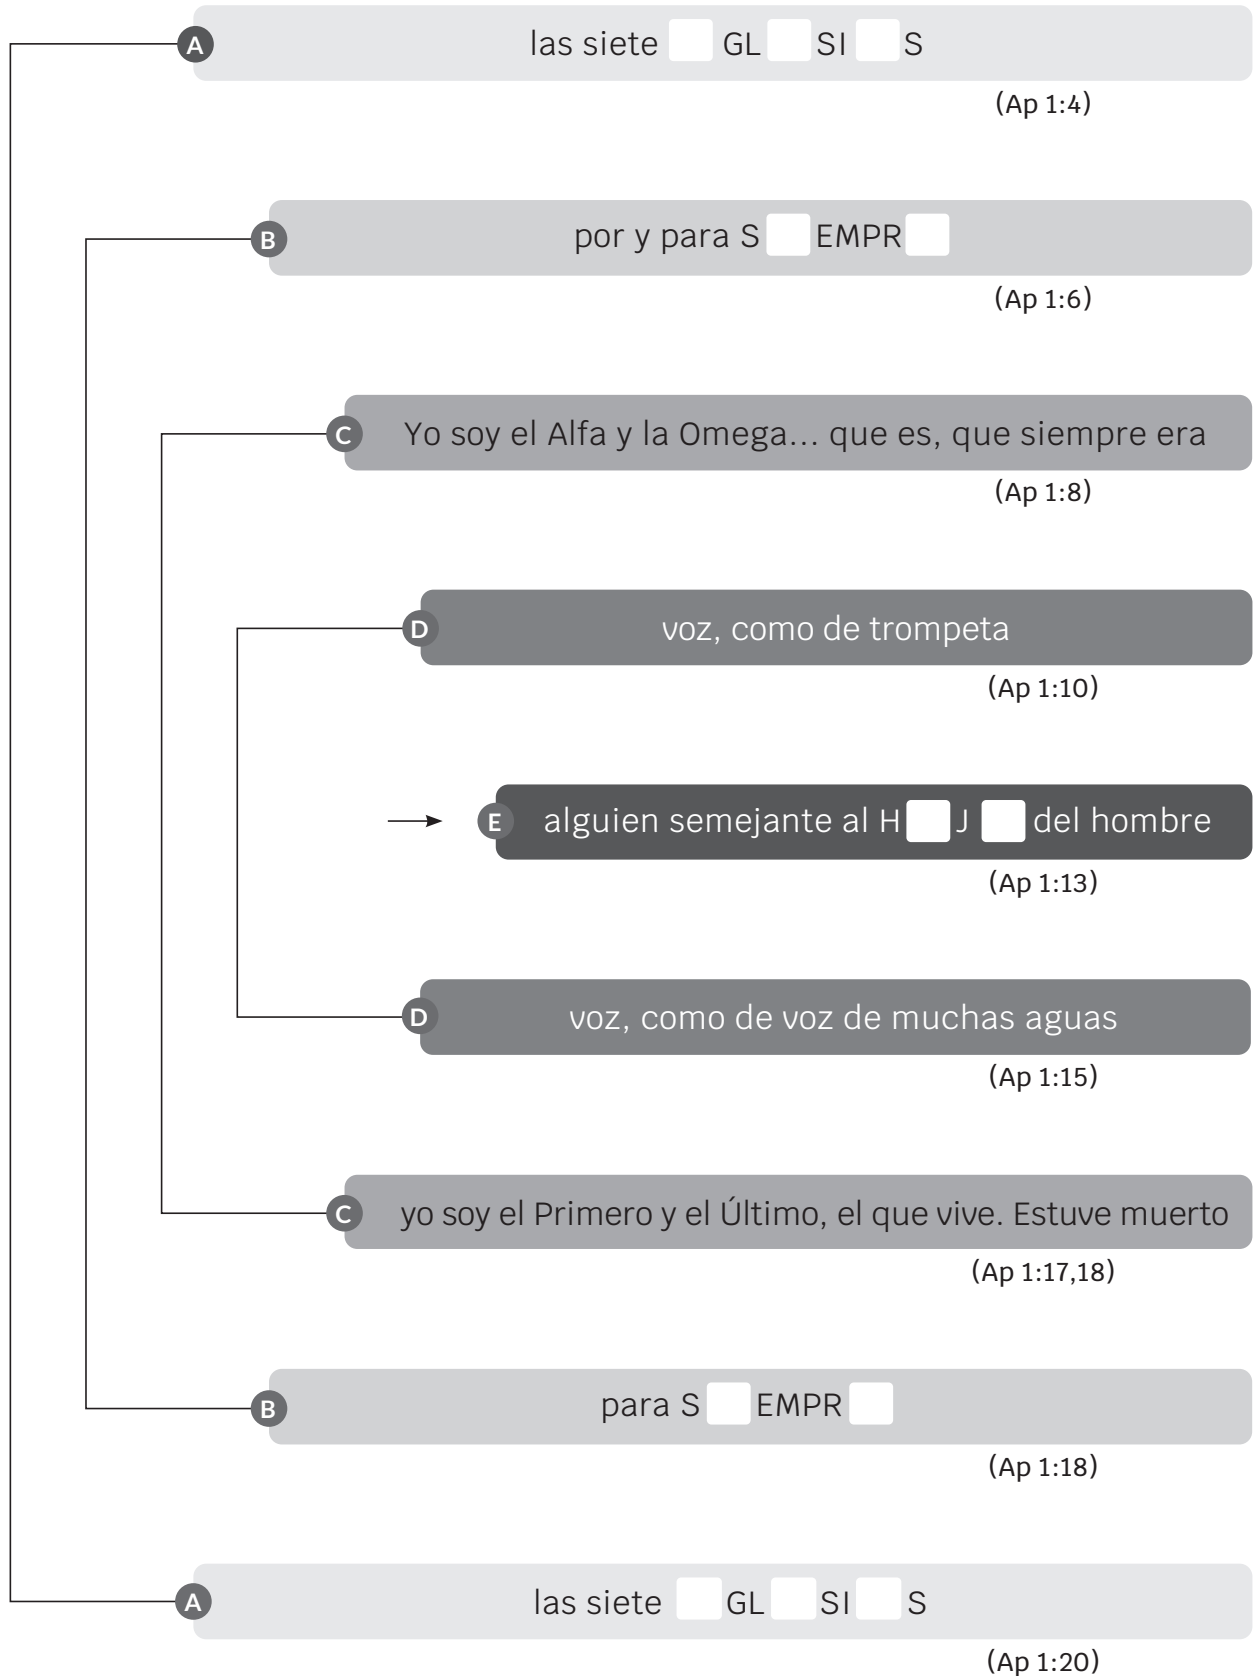 A las siete GL SI S
(Ap 1:4)
B por y para S EMPR
(Ap 1:6)
C Yo soy el Alfa y la Omega... que es, que siempre era
(Ap 1:8)
D voz, como de trompeta
(Ap 1:10)
E alguien semejante al H J del hombre
(Ap 1:13)
D voz, como de voz de muchas aguas
(Ap 1:15)
C yo soy el Primero y el Último, el que vive. Estuve muerto
(Ap 1:17,18)
B para S EMPR
(Ap 1:18)
A las siete GL SI S
(Ap 1:20)